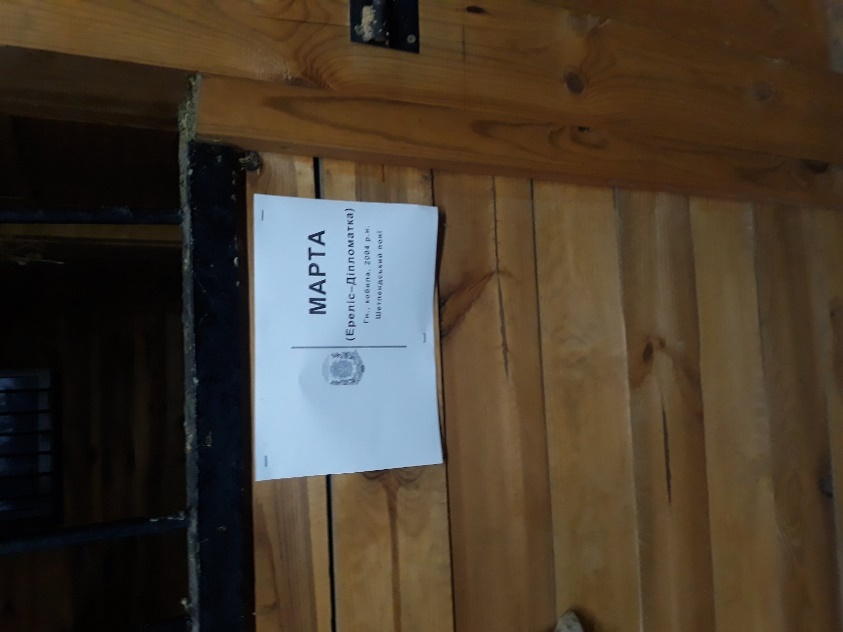 МАРТА
(Ереліс–Діпломатка)
Гн., кобила, 2004 р.н.
Шетлендський поні